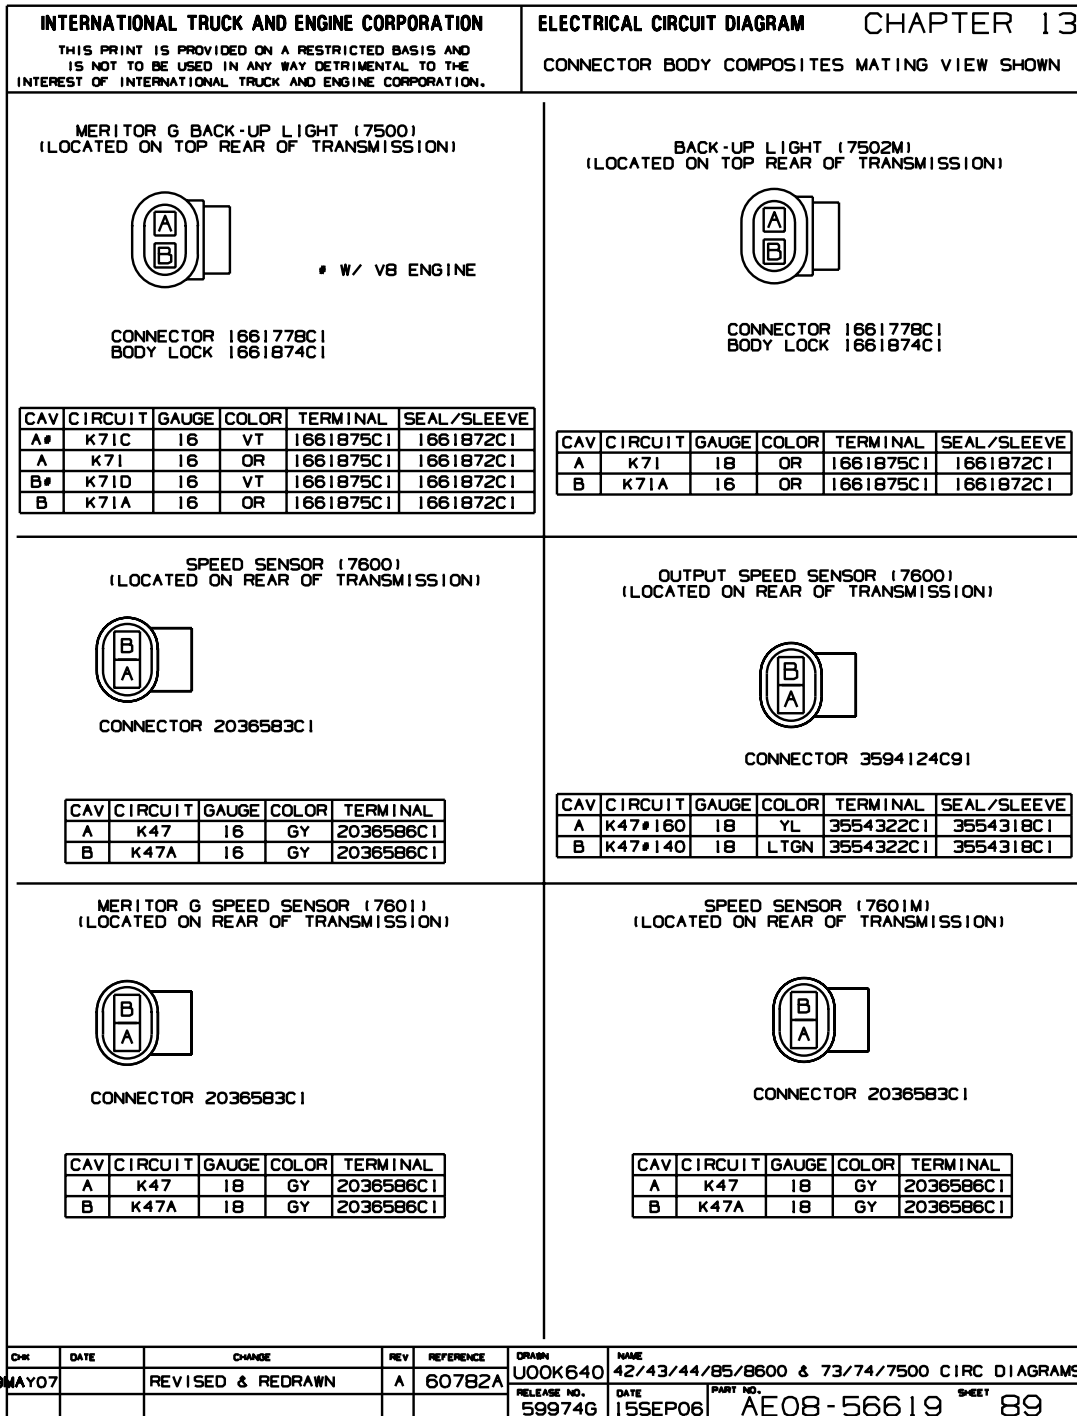 INTERNATIONAL TRUCK AND ENGINE CORPORATION
THIS PRINT IS PROVIDED ON A RESTRICTED BASIS AND
IS NOT TO BE USED IN ANY WAY DETRIMENTAL TO THE
INTEREST OF INTERNATIONAL TRUCK AND ENGINE CORPORATION.
ELECTRICAL CIRCUIT DIAGRAM CHAPTER 13
CONNECTOR BODY COMPOSITES MATING VIEW SHOWN
MERITOR G BACK-UP LIGHT (7500)
(LOCATED ON TOP REAR OF TRANSMISSION)
A
B
# W/ V8 ENGINE
CONNECTOR 1661778C1
BODY LOCK 1661874C1
CAV CIRCUIT GAUGE COLOR TERMINAL SEAL/SLEEVE
A# K71C 16 VT 1661875C1 1661872C1
A K71 16 OR 1661875C1 1661872C1
B# K71D 16 VT 1661875C1 1661872C1
B K71A 16 OR 1661875C1 1661872C1
BACK-UP LIGHT (7502M)
(LOCATED ON TOP REAR OF TRANSMISSION)
A
B
CONNECTOR 1661778C1
BODY LOCK 1661874C1
CAV CIRCUIT GAUGE COLOR TERMINAL SEAL/SLEEVE
A K71 18 OR 1661875C1 1661872C1
B K71A 16 OR 1661875C1 1661872C1
SPEED SENSOR (7600)
(LOCATED ON REAR OF TRANSMISSION)
B
A
CONNECTOR 2036583C1
CAV CIRCUIT GAUGE COLOR TERMINAL
A K47 16 GY 2036586C1
B K47A 16 GY 2036586C1
OUTPUT SPEED SENSOR (7600)
(LOCATED ON REAR OF TRANSMISSION)
B
A
CONNECTOR 3594124C91
CAV CIRCUIT GAUGE COLOR TERMINAL SEAL/SLEEVE
A K47#160 18 YL 3554322C1 3554318C1
B K47#140 18 LTGN 3554322C1 3554318C1
MERITOR G SPEED SENSOR (7601)
(LOCATED ON REAR OF TRANSMISSION)
B
A
CONNECTOR 2036583C1
CAV CIRCUIT GAUGE COLOR TERMINAL
A K47 18 GY 2036586C1
B K47A 18 GY 2036586C1
SPEED SENSOR (7601M)
(LOCATED ON REAR OF TRANSMISSION)
B
A
CONNECTOR 2036583C1
CAV CIRCUIT GAUGE COLOR TERMINAL
A K47 18 GY 2036586C1
B K47A 18 GY 2036586C1
CHK DATE CHANGE REV REFERENCE
MAY07 REVISED & REDRAWN A 60782A
DRAWN
U00K640
NAME
42/43/44/85/8600 & 73/74/7500 CIRC DIAGRAMS
RELEASE NO.
59974G
DATE
15SEP06
PART NO.
AE08-56619
SHEET
89